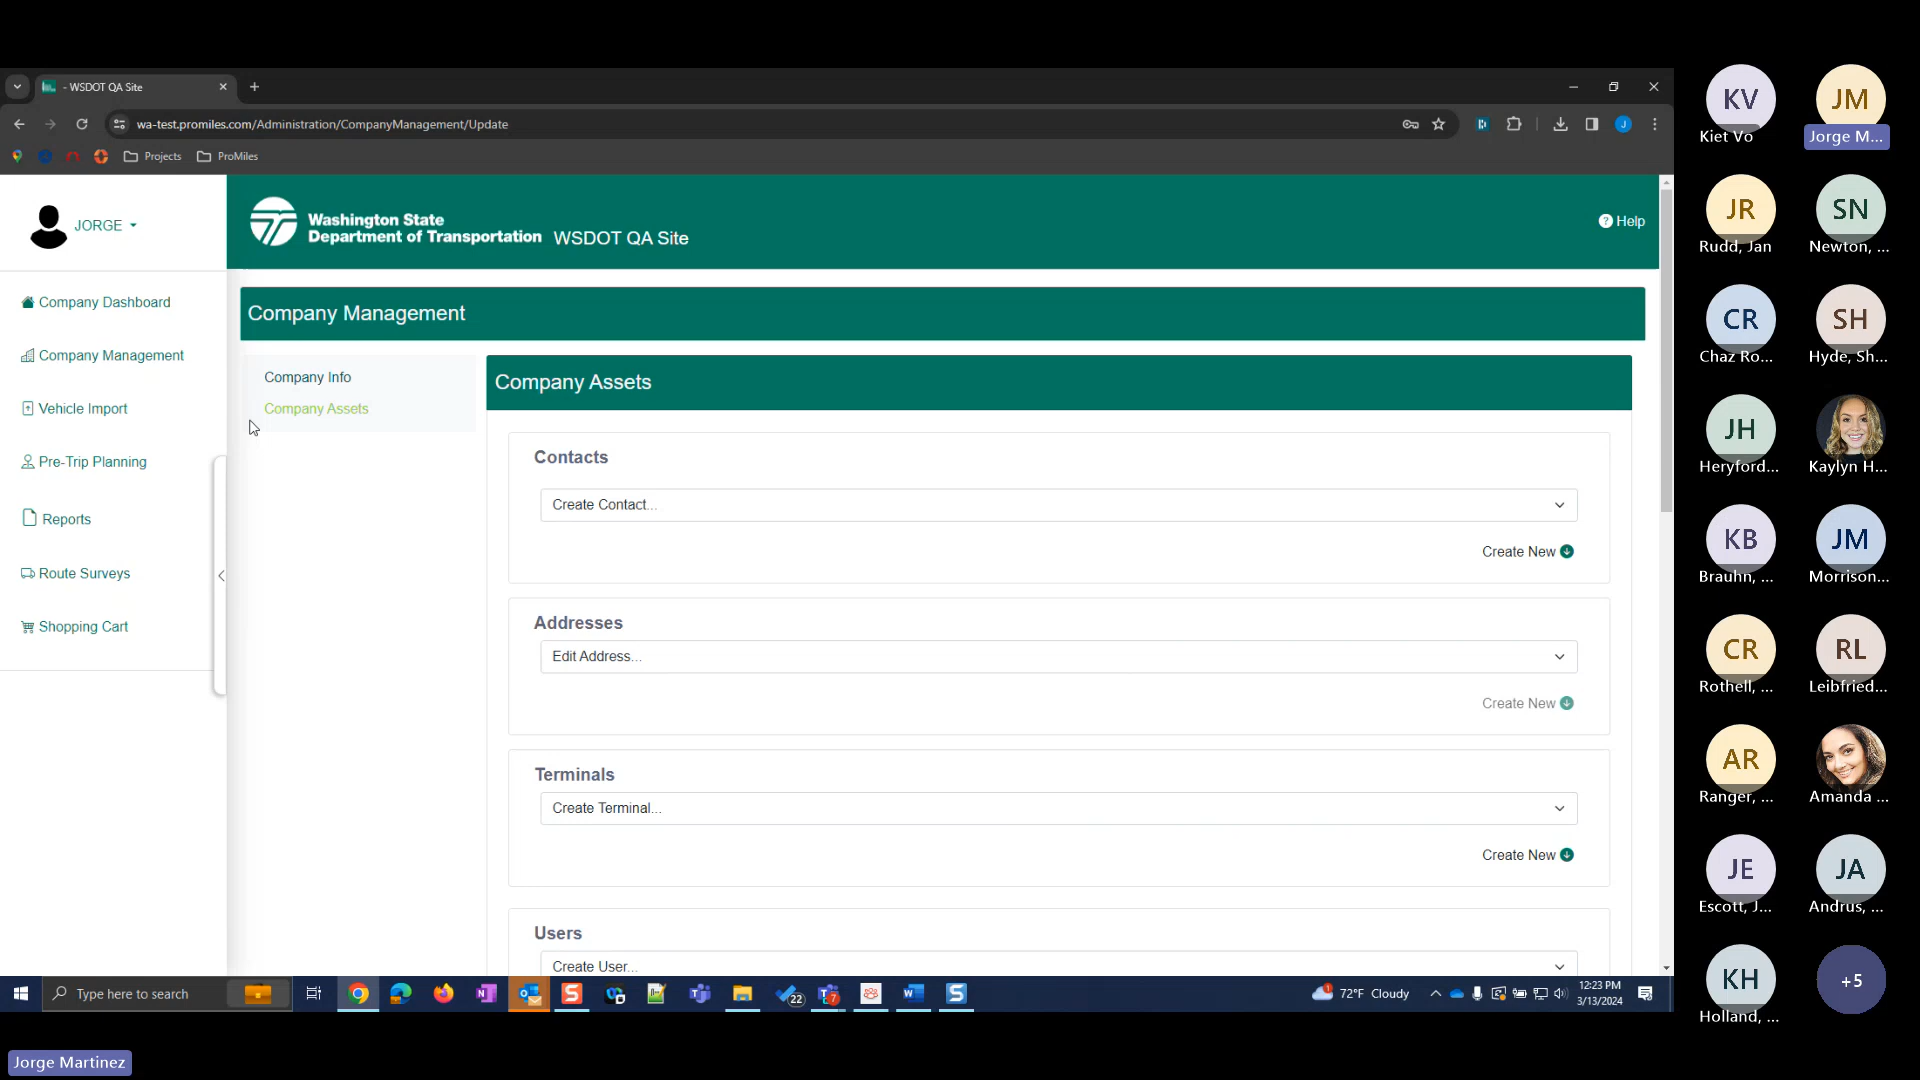 - WSDOT QA Site
wa-test.promiles.com/Administration/CompanyManagement/Update
J
Projects
ProMiles
JORGE
Washington State
Department of Transportation
WSDOT QA Site
Help
Company Dashboard
Company Management
Vehicle Import
Pre-Trip Planning
Reports
Route Surveys
Shopping Cart
Company Management
Company Info
Company Assets
Company Assets
Contacts
Create Contact...
Create New
Addresses
Edit Address...
Create New
Terminals
Create Terminal...
Create New
Users
Create User...
Type here to search
22
7
1
72°F Cloudy
12:23 PM
3/13/2024
Jorge Martinez
KV
Kiet Vo
JM
Jorge M...
JR
Rudd, Jan
SN
Newton, ...
CR
Chaz Ro...
SH
Hyde, Sh...
JH
Heryford...
Kaylyn H...
KB
Brauhn, ...
JM
Morrison...
CR
Rothell, ...
RL
Leibfried...
AR
Ranger, ...
Amanda ...
JE
Escott, J...
JA
Andrus, ...
KH
Holland, ...
+5